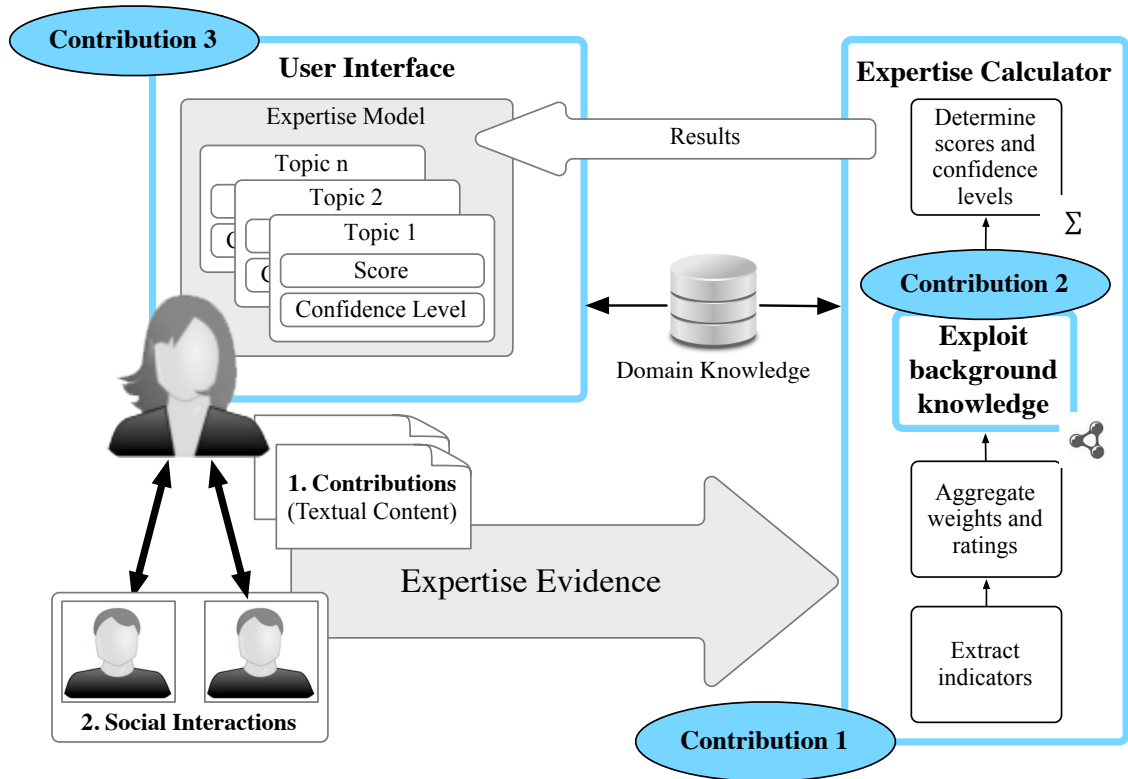 Contribution 3
User Interface
Expertise Model
Topic n
Topic 2
C
Topic 1
C
Score
Confidence Level
Results
Expertise Calculator
Determine
scores and
confidence
levels
Σ
Contribution 2
Exploit
background
knowledge
Domain Knowledge
1. Contributions
(Textual Content)
Aggregate
weights and
ratings
Expertise Evidence
Extract
indicators
2. Social Interactions
Contribution 1